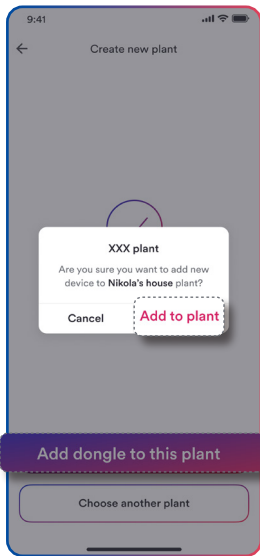 9:41
Create new plant
XXX plant
Are you sure you want to add new
device to Nikola's house plant?
Cancel
Add to plant
Add dongle to this plant
Choose another plant